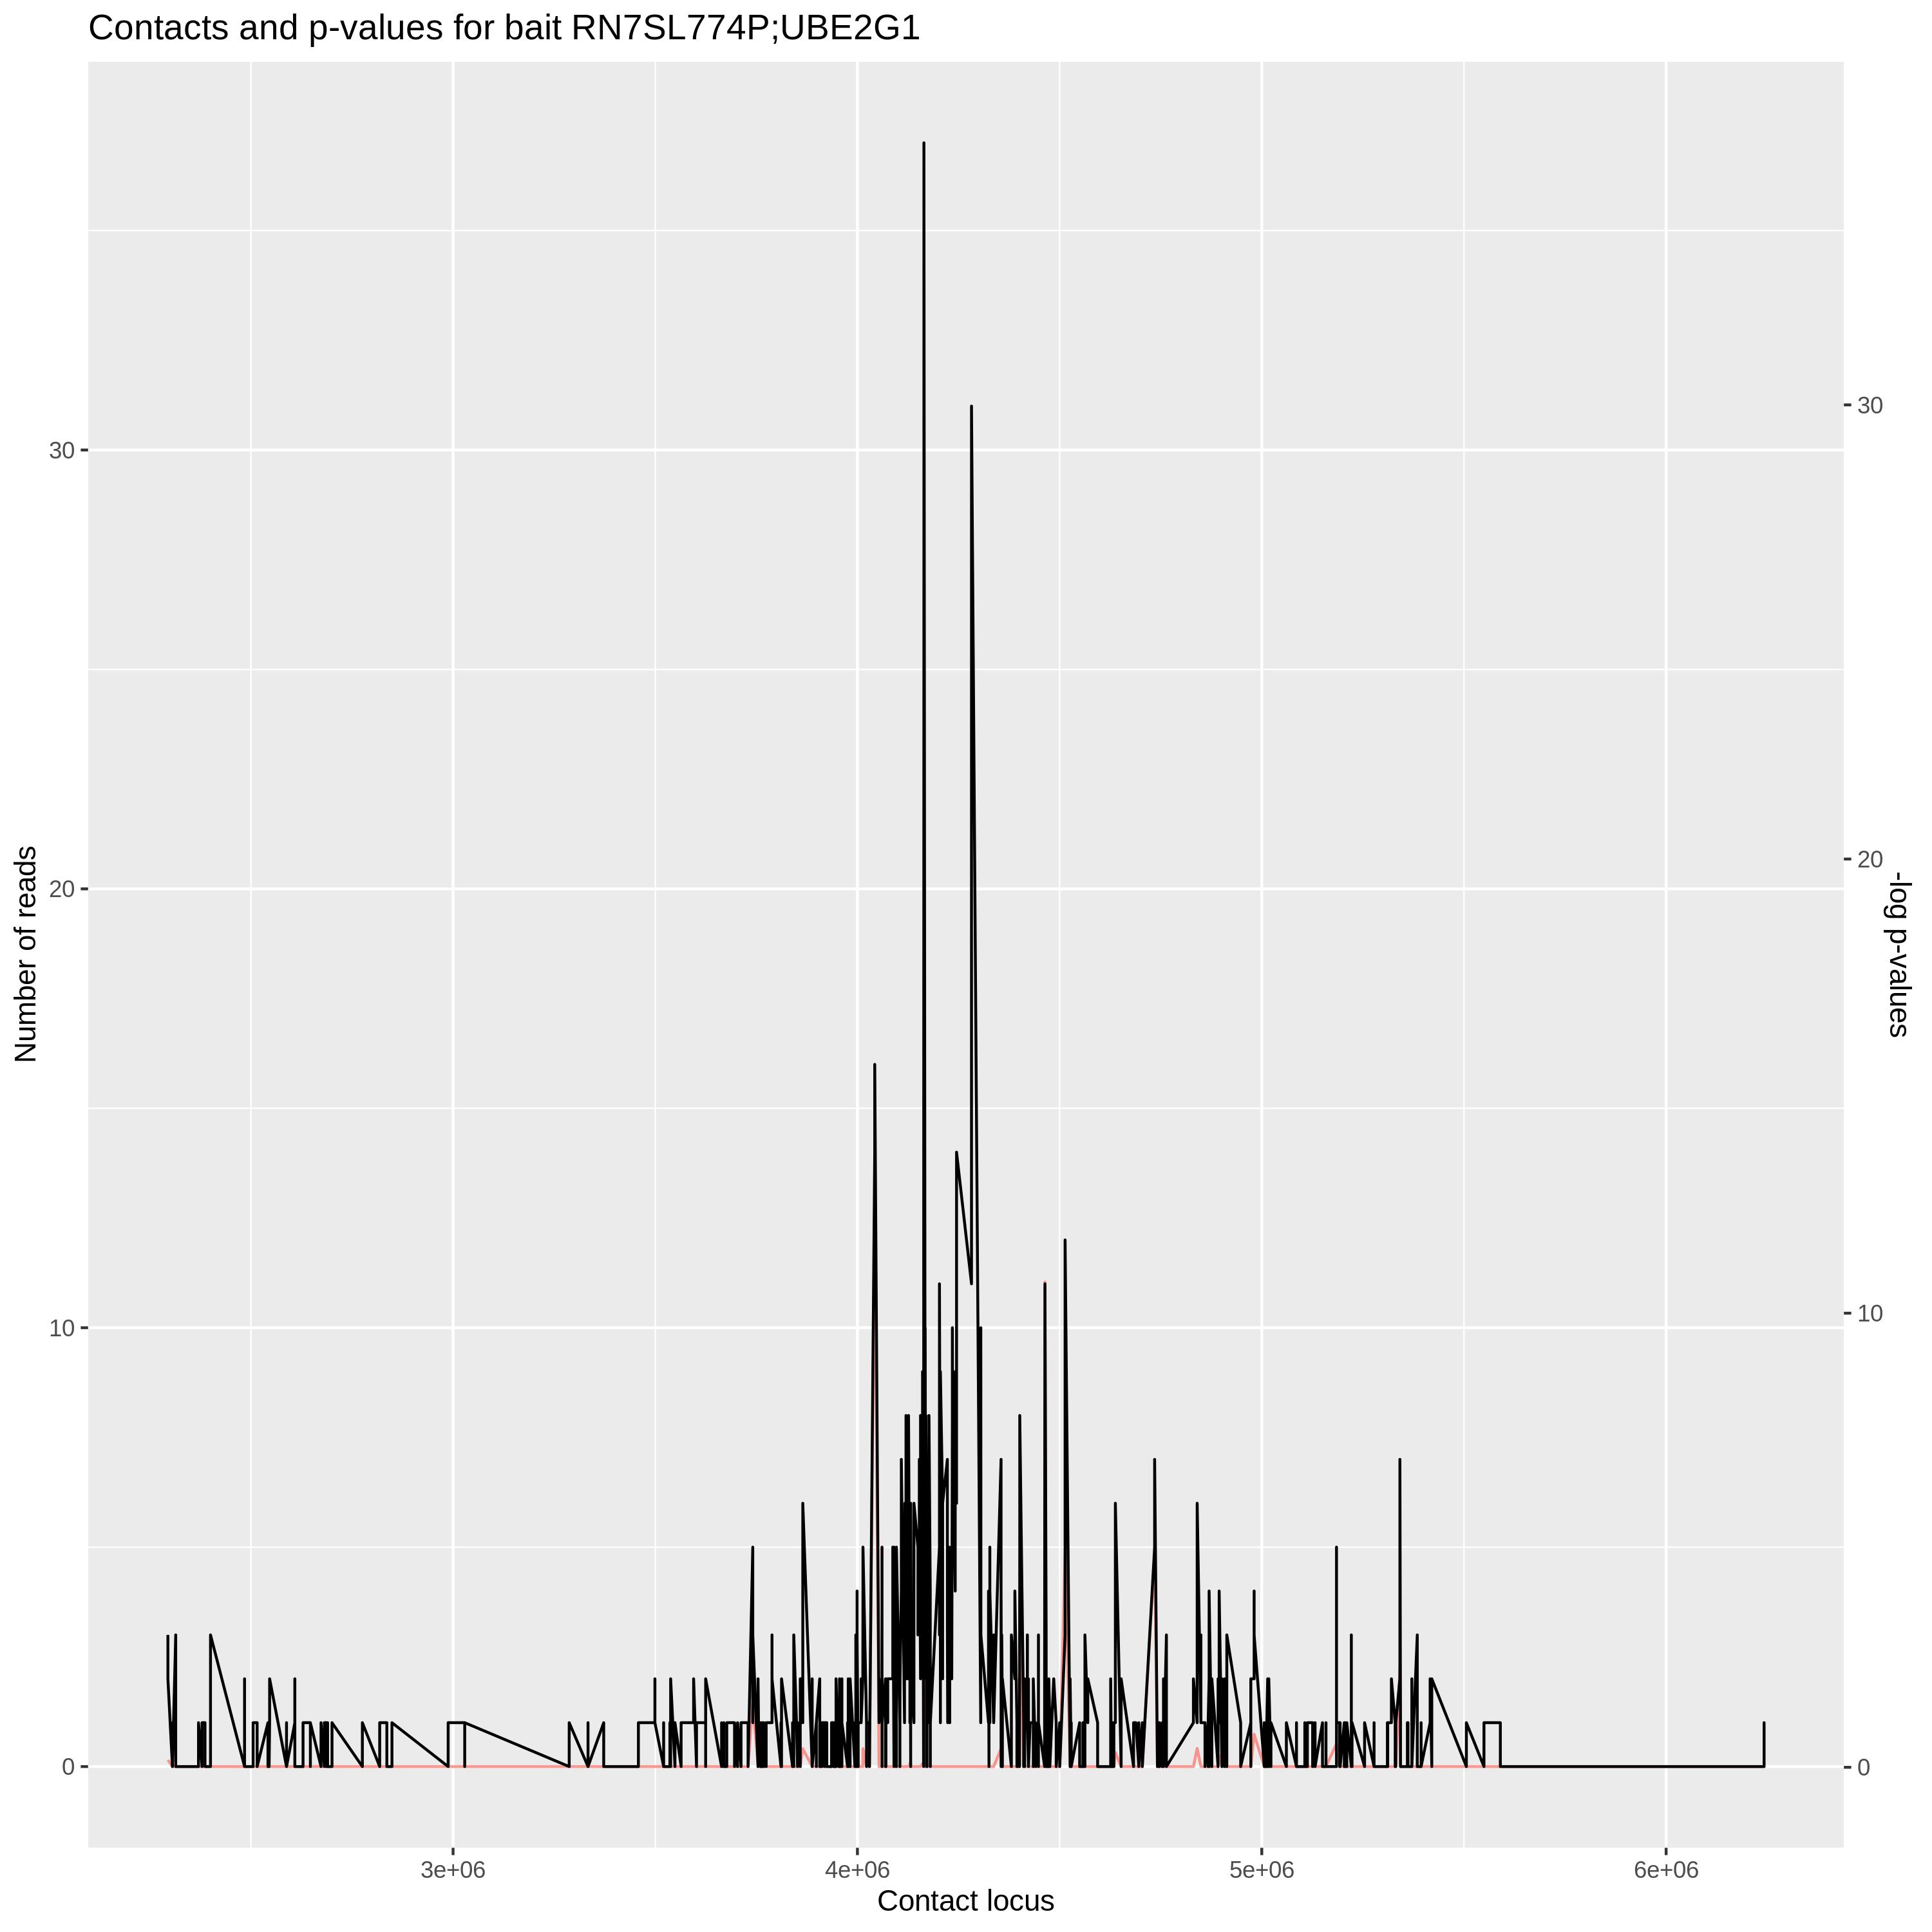 Contacts and p-values for bait RN7SL774P;UBE2G1
30
20
10
0
Number of reads
30
20
10
0
-log p-values
3e+06
4e+06
5e+06
6e+06
Contact locus